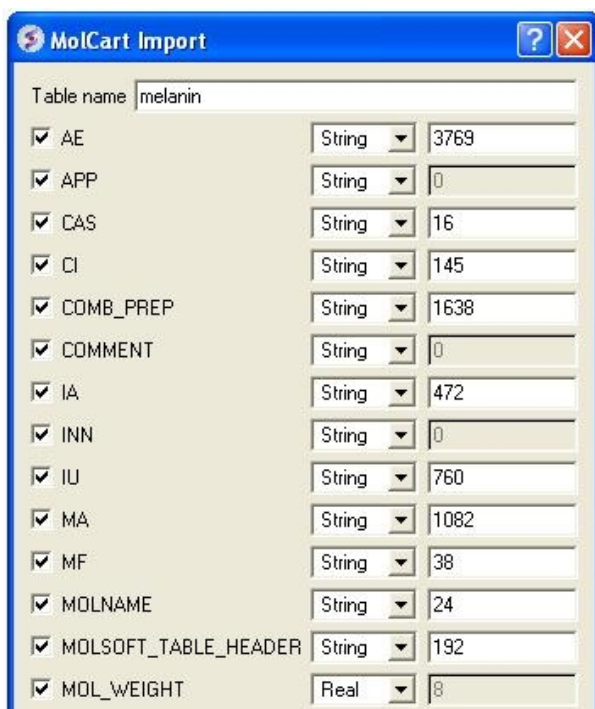 MolCart Import
Table name melanin
AE String 3769
APP String 0
CAS String 16
CI String 145
COMB_PREP String 1638
COMMENT String 0
IA String 472
INN String 0
IU String 760
MA String 1082
MF String 38
MOLNAME String 24
MOLSOFT_TABLE_HEADER String 192
MOL_WEIGHT Real 8